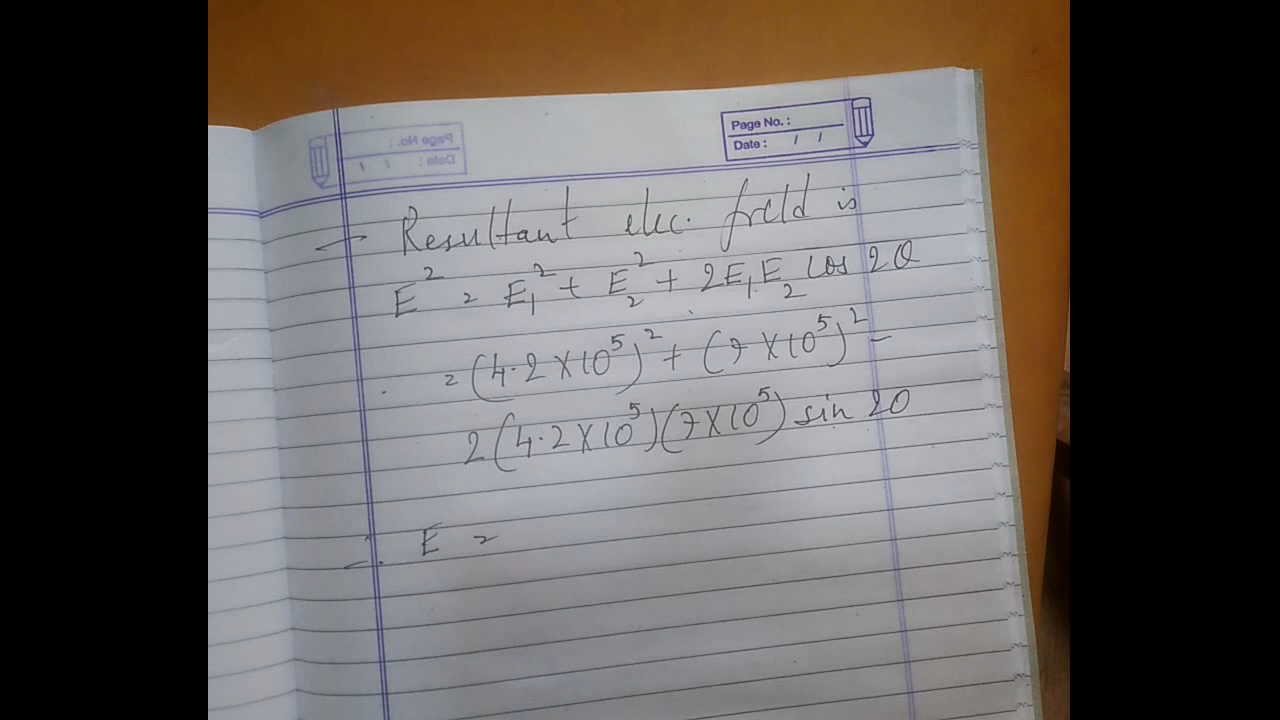 Page No. :
Date : / /
→ Resultant elec. field is
E² = E₁² + E₂² + 2E₁E₂ cos 2θ
= (4.2 × 10⁵)² + (7 × 10⁵)² –
2 (4.2 × 10⁵)(7 × 10⁵) sin 2θ
∴ E =